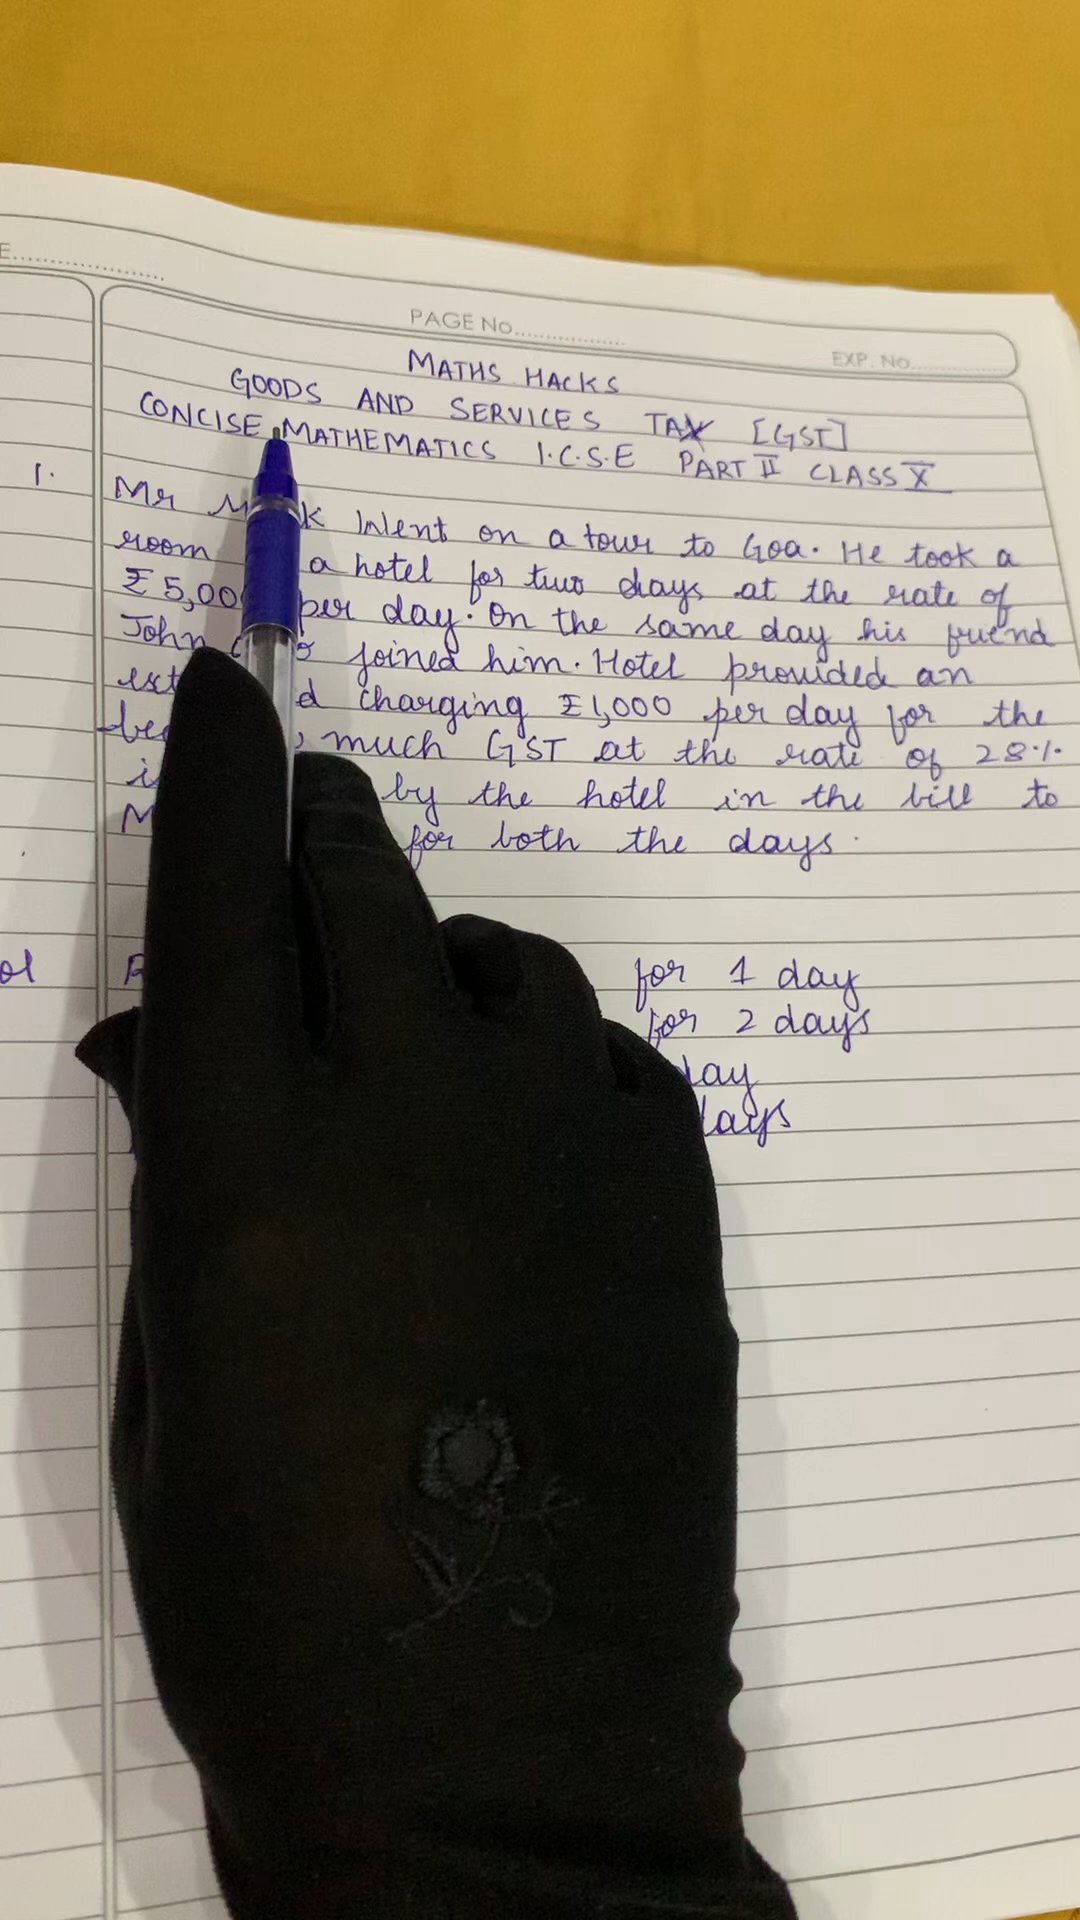 E..........................
PAGE No....................
EXP. No................
MATHS HACKS
GOODS AND SERVICES TAX [GST]
CONCISE MATHEMATICS I.C.S.E PART II CLASS X
1. Mr went on a tour to Goa. He took a
room a hotel for two days at the rate of
₹ 5,00 per day. On the same day his friend
John joined him. Hotel provided an
charging ₹1,000 per day for the
much GST at the rate of 28%
by the hotel in the bill to
for both the days.
for 1 day
for 2 days
day
days